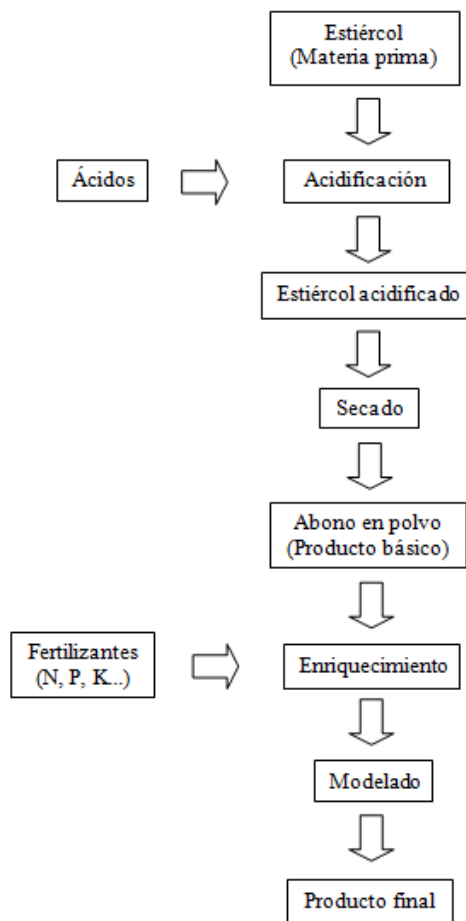 Estiércol
(Materia prima)
Ácidos
Acidificación
Estiércol acidificado
Secado
Abono en polvo
(Producto básico)
Fertilizantes
(N, P, K...)
Enriquecimiento
Modelado
Producto final